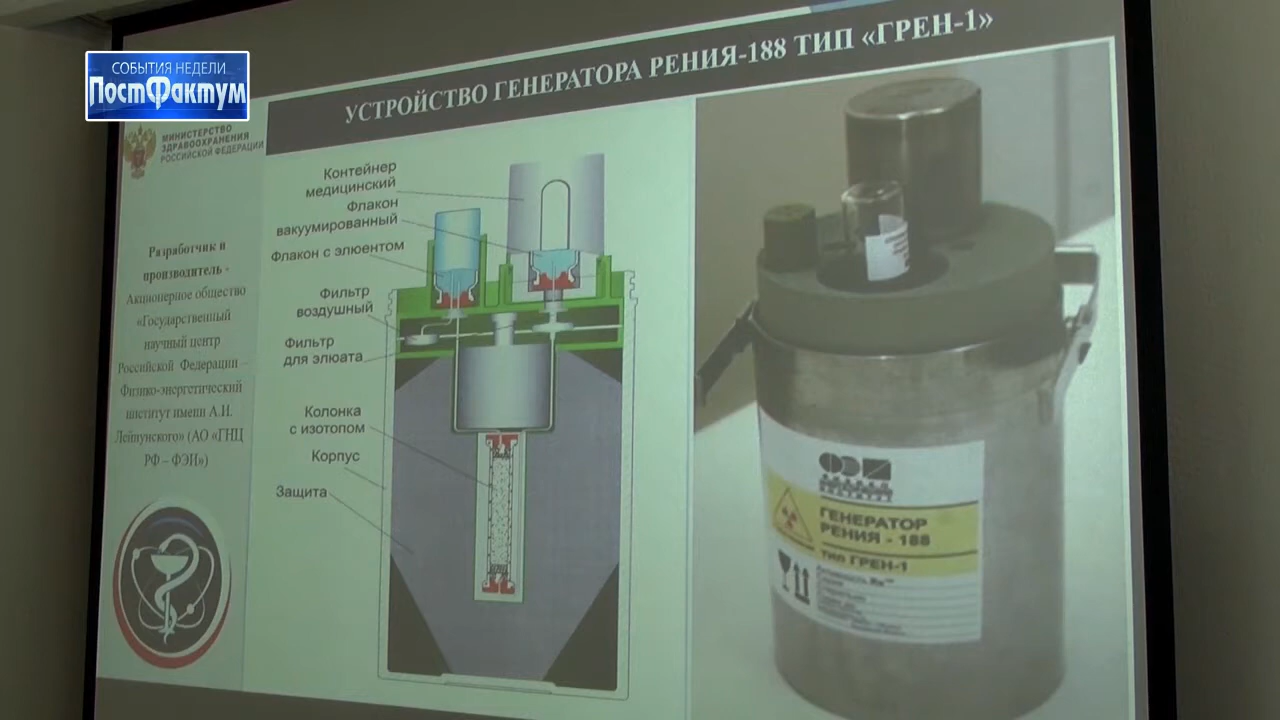 СОБЫТИЯ НЕДЕЛИ
ПостФактум
УСТРОЙСТВО ГЕНЕРАТОРА РЕНИЯ-188 ТИП «ГРЕН-1»
МИНИСТЕРСТВО
ЗДРАВООХРАНЕНИЯ
РОССИЙСКОЙ ФЕДЕРАЦИИ
Разработчик и
производитель -
Акционерное общество
«Государственный
научный центр
Российской Федерации –
Физико-энергетический
институт имени А.И.
Лейпунского» (АО «ГНЦ
РФ – ФЭИ»)
Контейнер
медицинский
Флакон
вакуумированный
Флакон с элюентом
Фильтр
воздушный
Фильтр
для элюата
Колонка
с изотопом
Корпус
Защита
ФЭИ
ГЕНЕРАТОР
РЕНИЯ - 188
тип ГРЕН-1